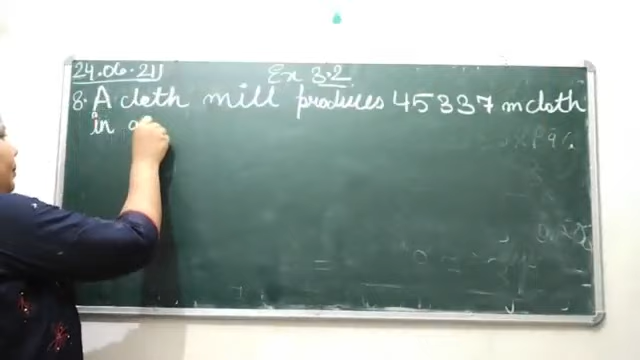 24.06.21 Ex 3.2
8. A cloth mill produces 45337 m cloth
in a